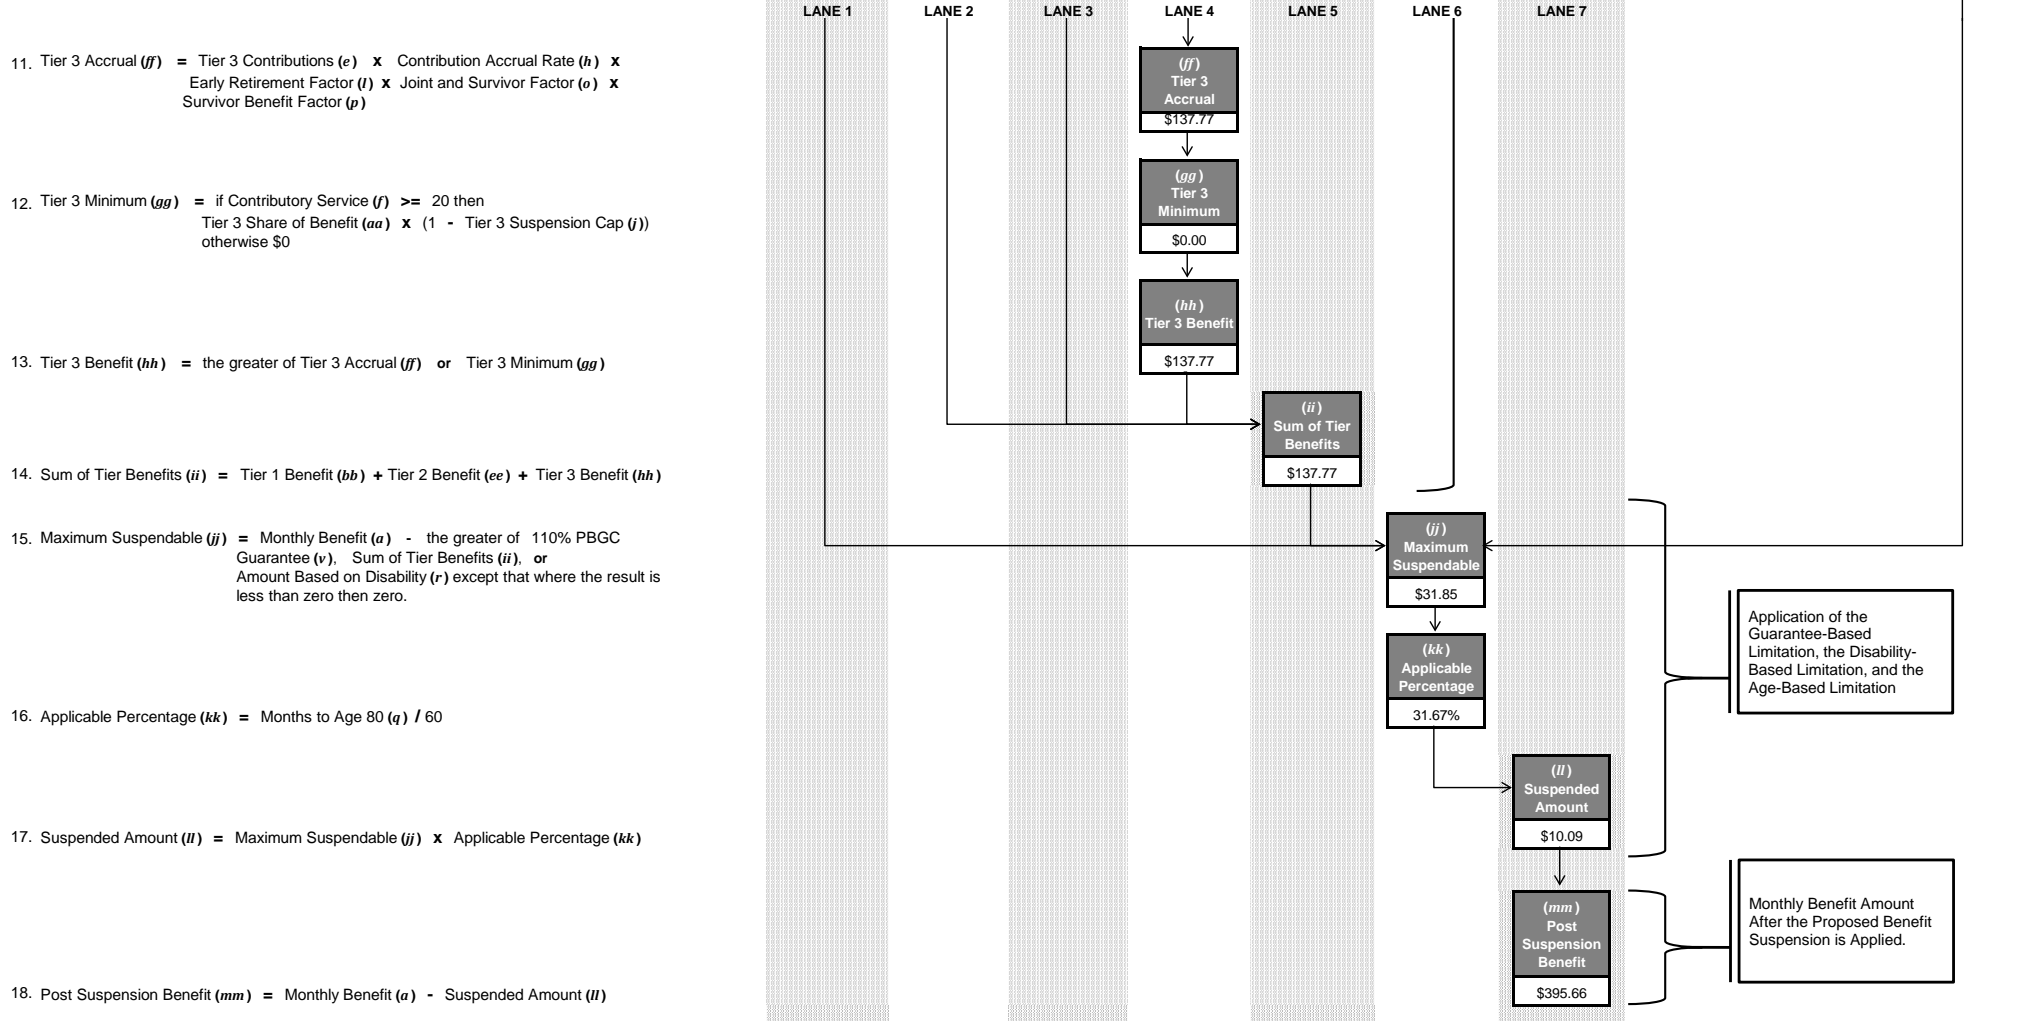 LANE 1 LANE 2 LANE 3 LANE 4 LANE 5 LANE 6 LANE 7
11. Tier 3 Accrual (ff) = Tier 3 Contributions (e) x Contribution Accrual Rate (h) x
Early Retirement Factor (l) x Joint and Survivor Factor (o) x
Survivor Benefit Factor (p)
(ff)
Tier 3
Accrual
$137.77
12. Tier 3 Minimum (gg) = if Contributory Service (f) >= 20 then
Tier 3 Share of Benefit (aa) x (1 - Tier 3 Suspension Cap (j))
otherwise $0
(gg)
Tier 3
Minimum
$0.00
(hh)
Tier 3 Benefit
$137.77
13. Tier 3 Benefit (hh) = the greater of Tier 3 Accrual (ff) or Tier 3 Minimum (gg)
(ii)
Sum of Tier
Benefits
$137.77
14. Sum of Tier Benefits (ii) = Tier 1 Benefit (bb) + Tier 2 Benefit (ee) + Tier 3 Benefit (hh)
15. Maximum Suspendable (jj) = Monthly Benefit (a) - the greater of 110% PBGC
Guarantee (v), Sum of Tier Benefits (ii), or
Amount Based on Disability (r) except that where the result is
less than zero then zero.
(jj)
Maximum
Suspendable
$31.85
Application of the
Guarantee-Based
Limitation, the Disability-
Based Limitation, and the
Age-Based Limitation
(kk)
Applicable
Percentage
31.67%
16. Applicable Percentage (kk) = Months to Age 80 (q) / 60
(ll)
Suspended
Amount
$10.09
17. Suspended Amount (ll) = Maximum Suspendable (jj) x Applicable Percentage (kk)
(mm)
Post
Suspension
Benefit
$395.66
Monthly Benefit Amount
After the Proposed Benefit
Suspension is Applied.
18. Post Suspension Benefit (mm) = Monthly Benefit (a) - Suspended Amount (ll)